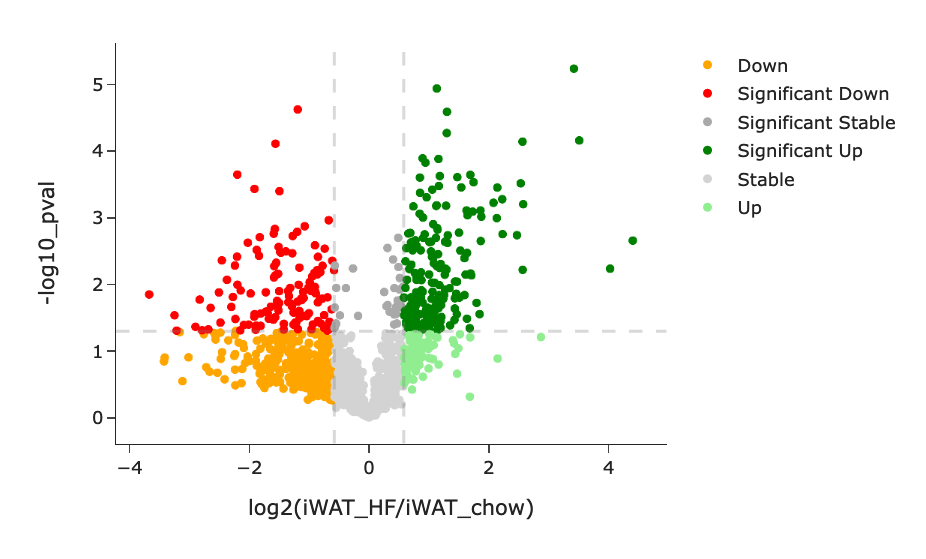 5
4
3
2
1
0
-log10_pval
−4
−2
0
2
4
log2(iWAT_HF/iWAT_chow)
Down
Significant Down
Significant Stable
Significant Up
Stable
Up